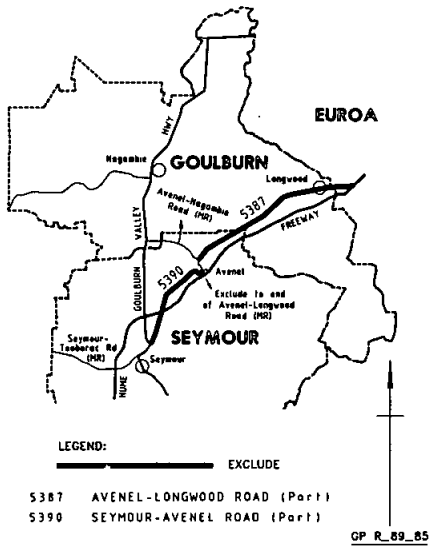 EUROA
HWY
Nagambie
GOULBURN
Longwood
Avenel-Nagambie
Road (MR)
5387
FREEWAY
VALLEY
5390
Avenel
GOULBURN
Exclude to end
of Avenel-Longwood
Road (MR)
SEYMOUR
Seymour-
Tooborac Rd
(MR)
Seymour
HUME
LEGEND:
EXCLUDE
5387 AVENEL-LONGWOOD ROAD (Part)
5390 SEYMOUR-AVENEL ROAD (Part)
GP R_89_85